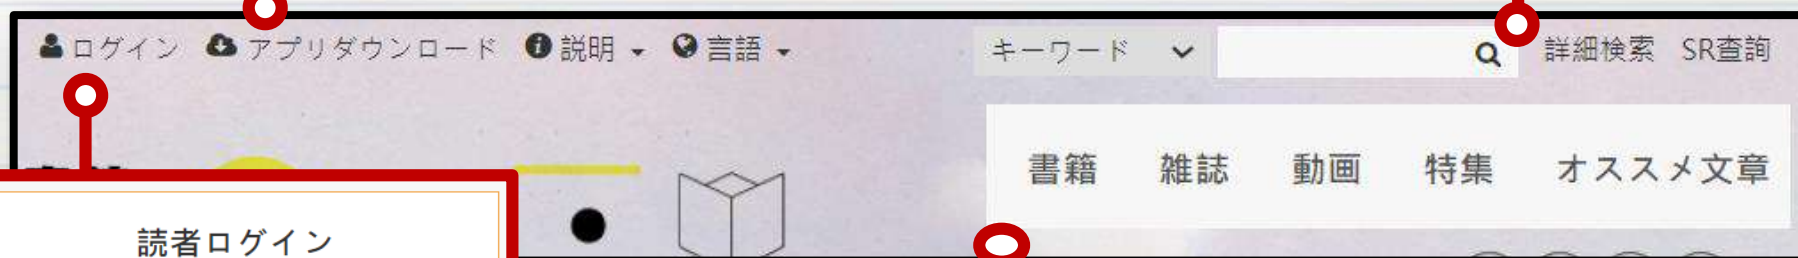 ログイン アプリダウンロード 説明 言語 キーワード 詳細検索 SR査詢
書籍 雑誌 動画 特集 オススメ文章
読者ログイン